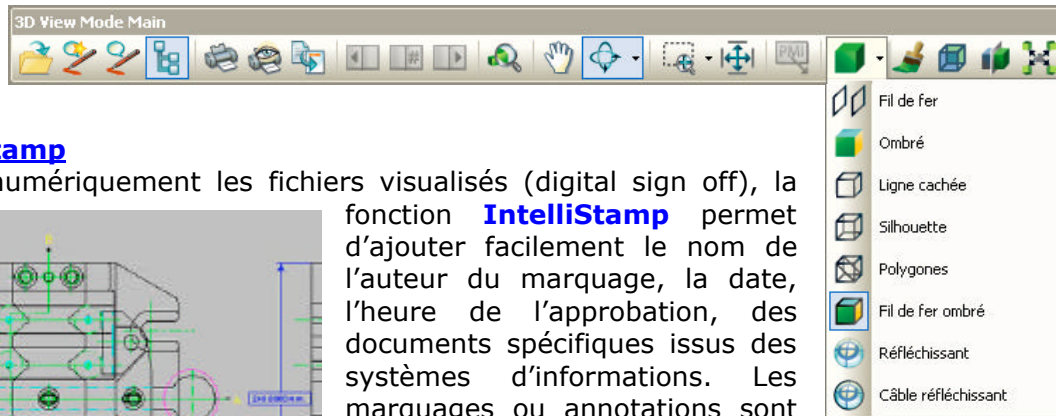 3D View Mode Main
PMI
Fil de fer
Ombré
Ligne cachée
Silhouette
Polygones
Fil de fer ombré
Réfléchissant
Câble réfléchissant
tamp
numériquement les fichiers visualisés (digital sign off), la
fonction IntelliStamp permet
d’ajouter facilement le nom de
l’auteur du marquage, la date,
l’heure de l’approbation, des
documents spécifiques issus des
systèmes d’informations. Les
marquages ou annotations sont